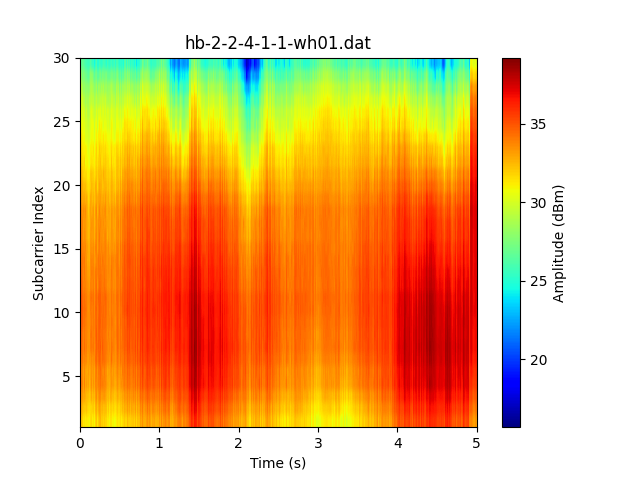 hb-2-2-4-1-1-wh01.dat
30
25
20
15
10
5
Subcarrier Index
0 1 2 3 4 5
Time (s)
35
30
25
20
Amplitude (dBm)